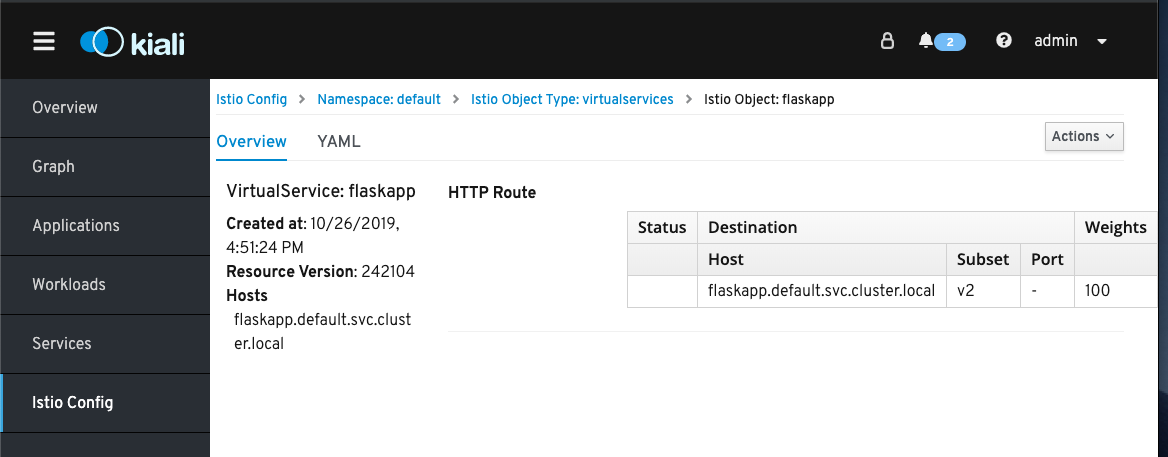 kiali
2
admin
Overview
Graph
Applications
Workloads
Services
Istio Config
Istio Config > Namespace: default > Istio Object Type: virtualservices > Istio Object: flaskapp
Overview YAML
Actions
VirtualService: flaskapp
Created at: 10/26/2019,
4:51:24 PM
Resource Version: 242104
Hosts
flaskapp.default.svc.clust
er.local
HTTP Route
Status Destination Weights
Host Subset Port
flaskapp.default.svc.cluster.local v2 - 100